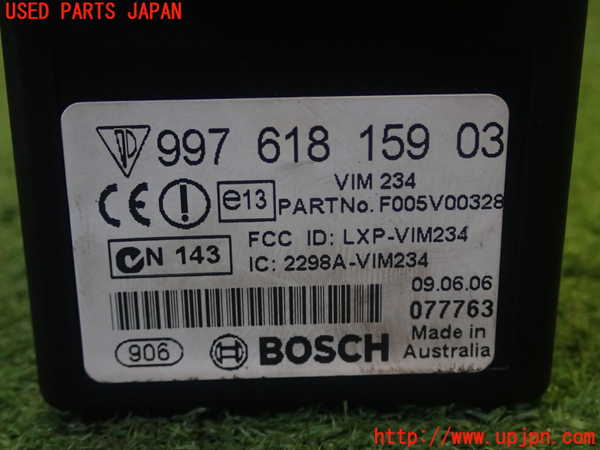 USED PARTS JAPAN
997 618 159 03
VIM 234
e13
PARTNo.F005V00328
N 143
FCC ID: LXP-VIM234
IC: 2298A-VIM234
09.06.06
077763
906
BOSCH
Made in
Australia
http://www.upjpn.com/